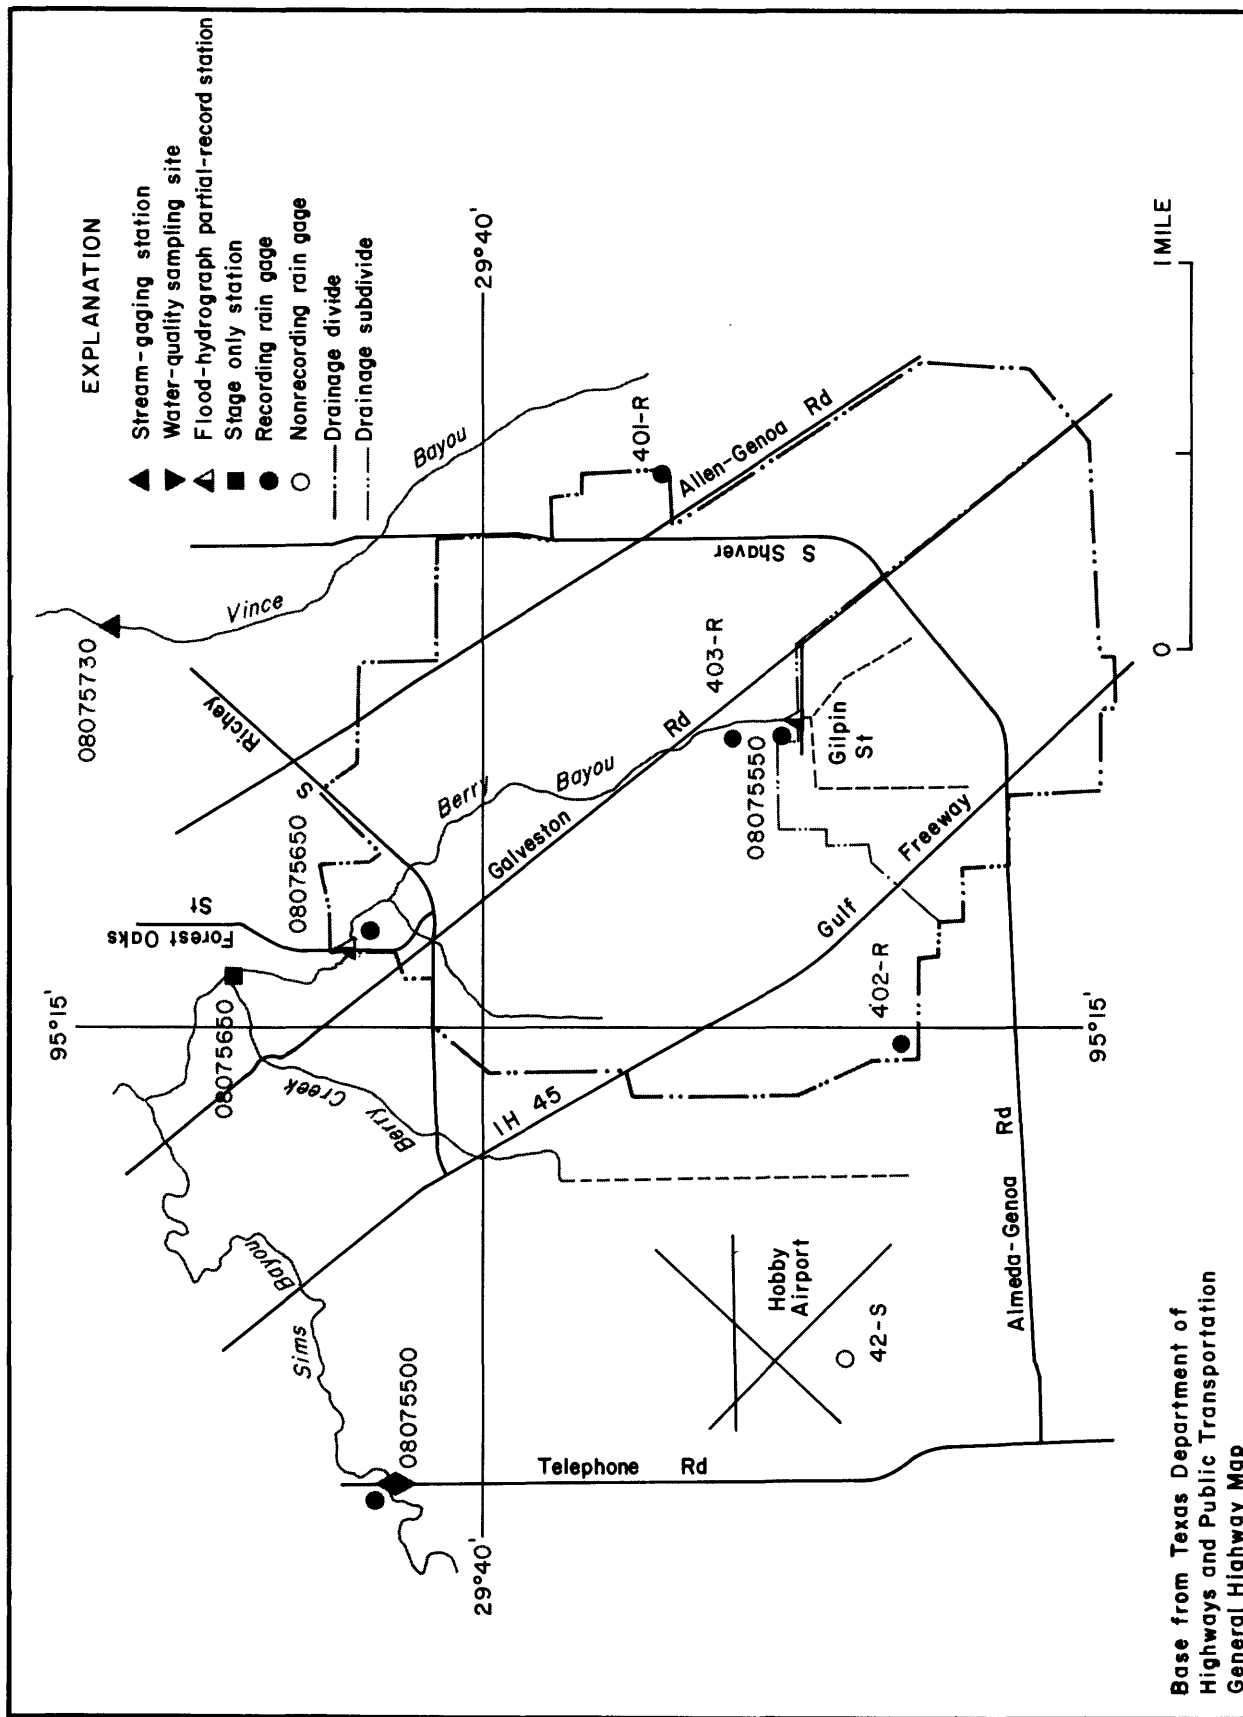 EXPLANATION
Stream-gaging station
Water-quality sampling site
Flood-hydrograph partial-record station
Stage only station
Recording rain gage
Nonrecording rain gage
Drainage divide
Drainage subdivide
95°15'
08075650
08075730
Vince
Bayou
Forest Oaks
St
08075650
S
Richey
Sims
Bayou
Berry
Creek
08075500
Berry
Bayou
29°40'
29°40'
IH 45
Galveston
Rd
Telephone Rd
401-R
Allen-Genoa Rd
S Shaver
403-R
08075550
Gilpin
St
Hobby
Airport
42-S
402-R
Gulf
Freeway
Almeda-Genoa Rd
95°15'
0
1 MILE
Base from Texas Department of
Highways and Public Transportation
General Highway Map